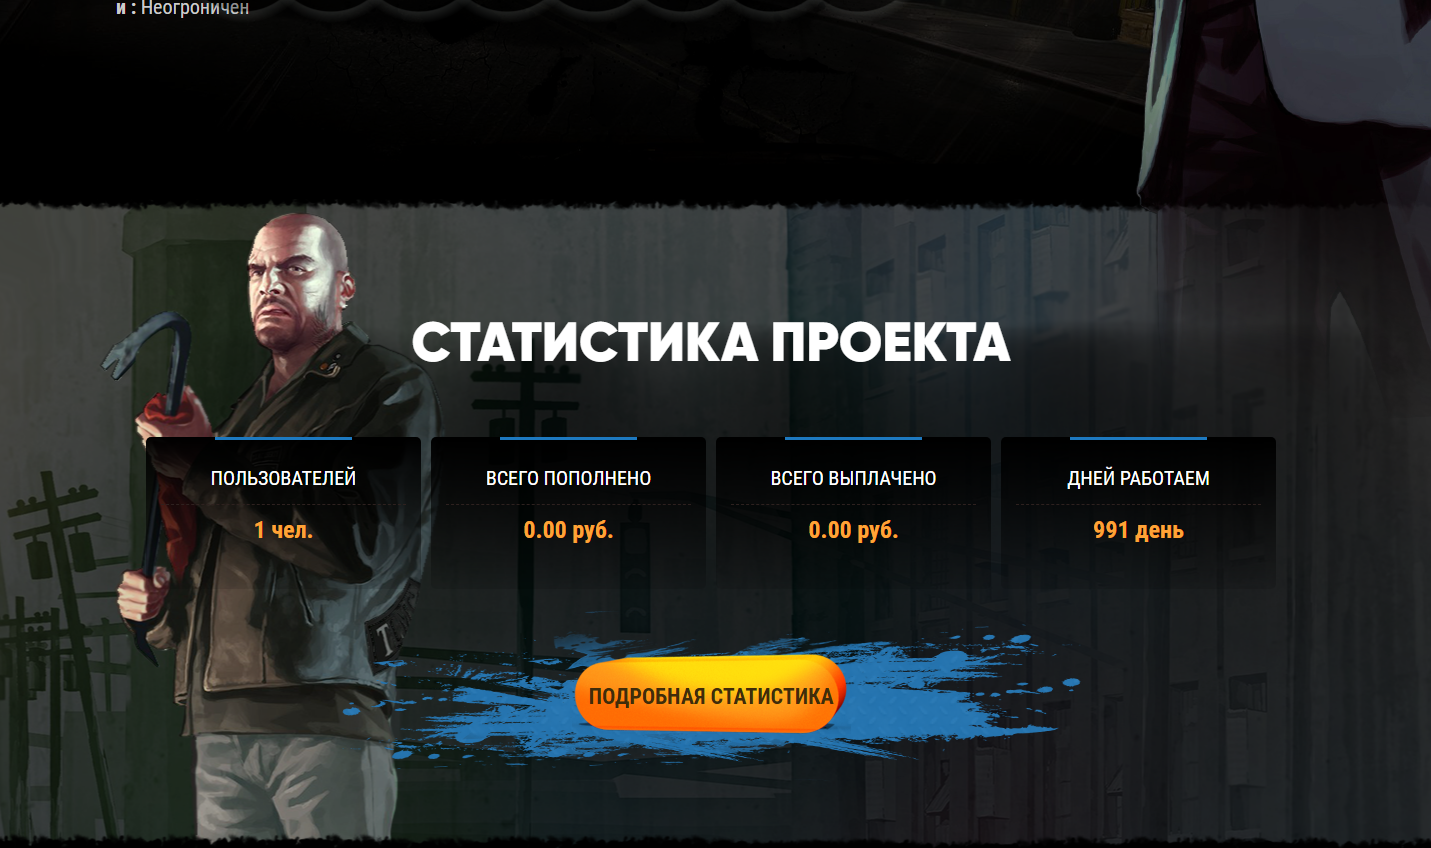 и : Неогроничен
СТАТИСТИКА ПРОЕКТА
ПОЛЬЗОВАТЕЛЕЙ
1 чел.
ВСЕГО ПОПОЛНЕНО
0.00 руб.
ВСЕГО ВЫПЛАЧЕНО
0.00 руб.
ДНЕЙ РАБОТАЕМ
991 день
ПОДРОБНАЯ СТАТИСТИКА